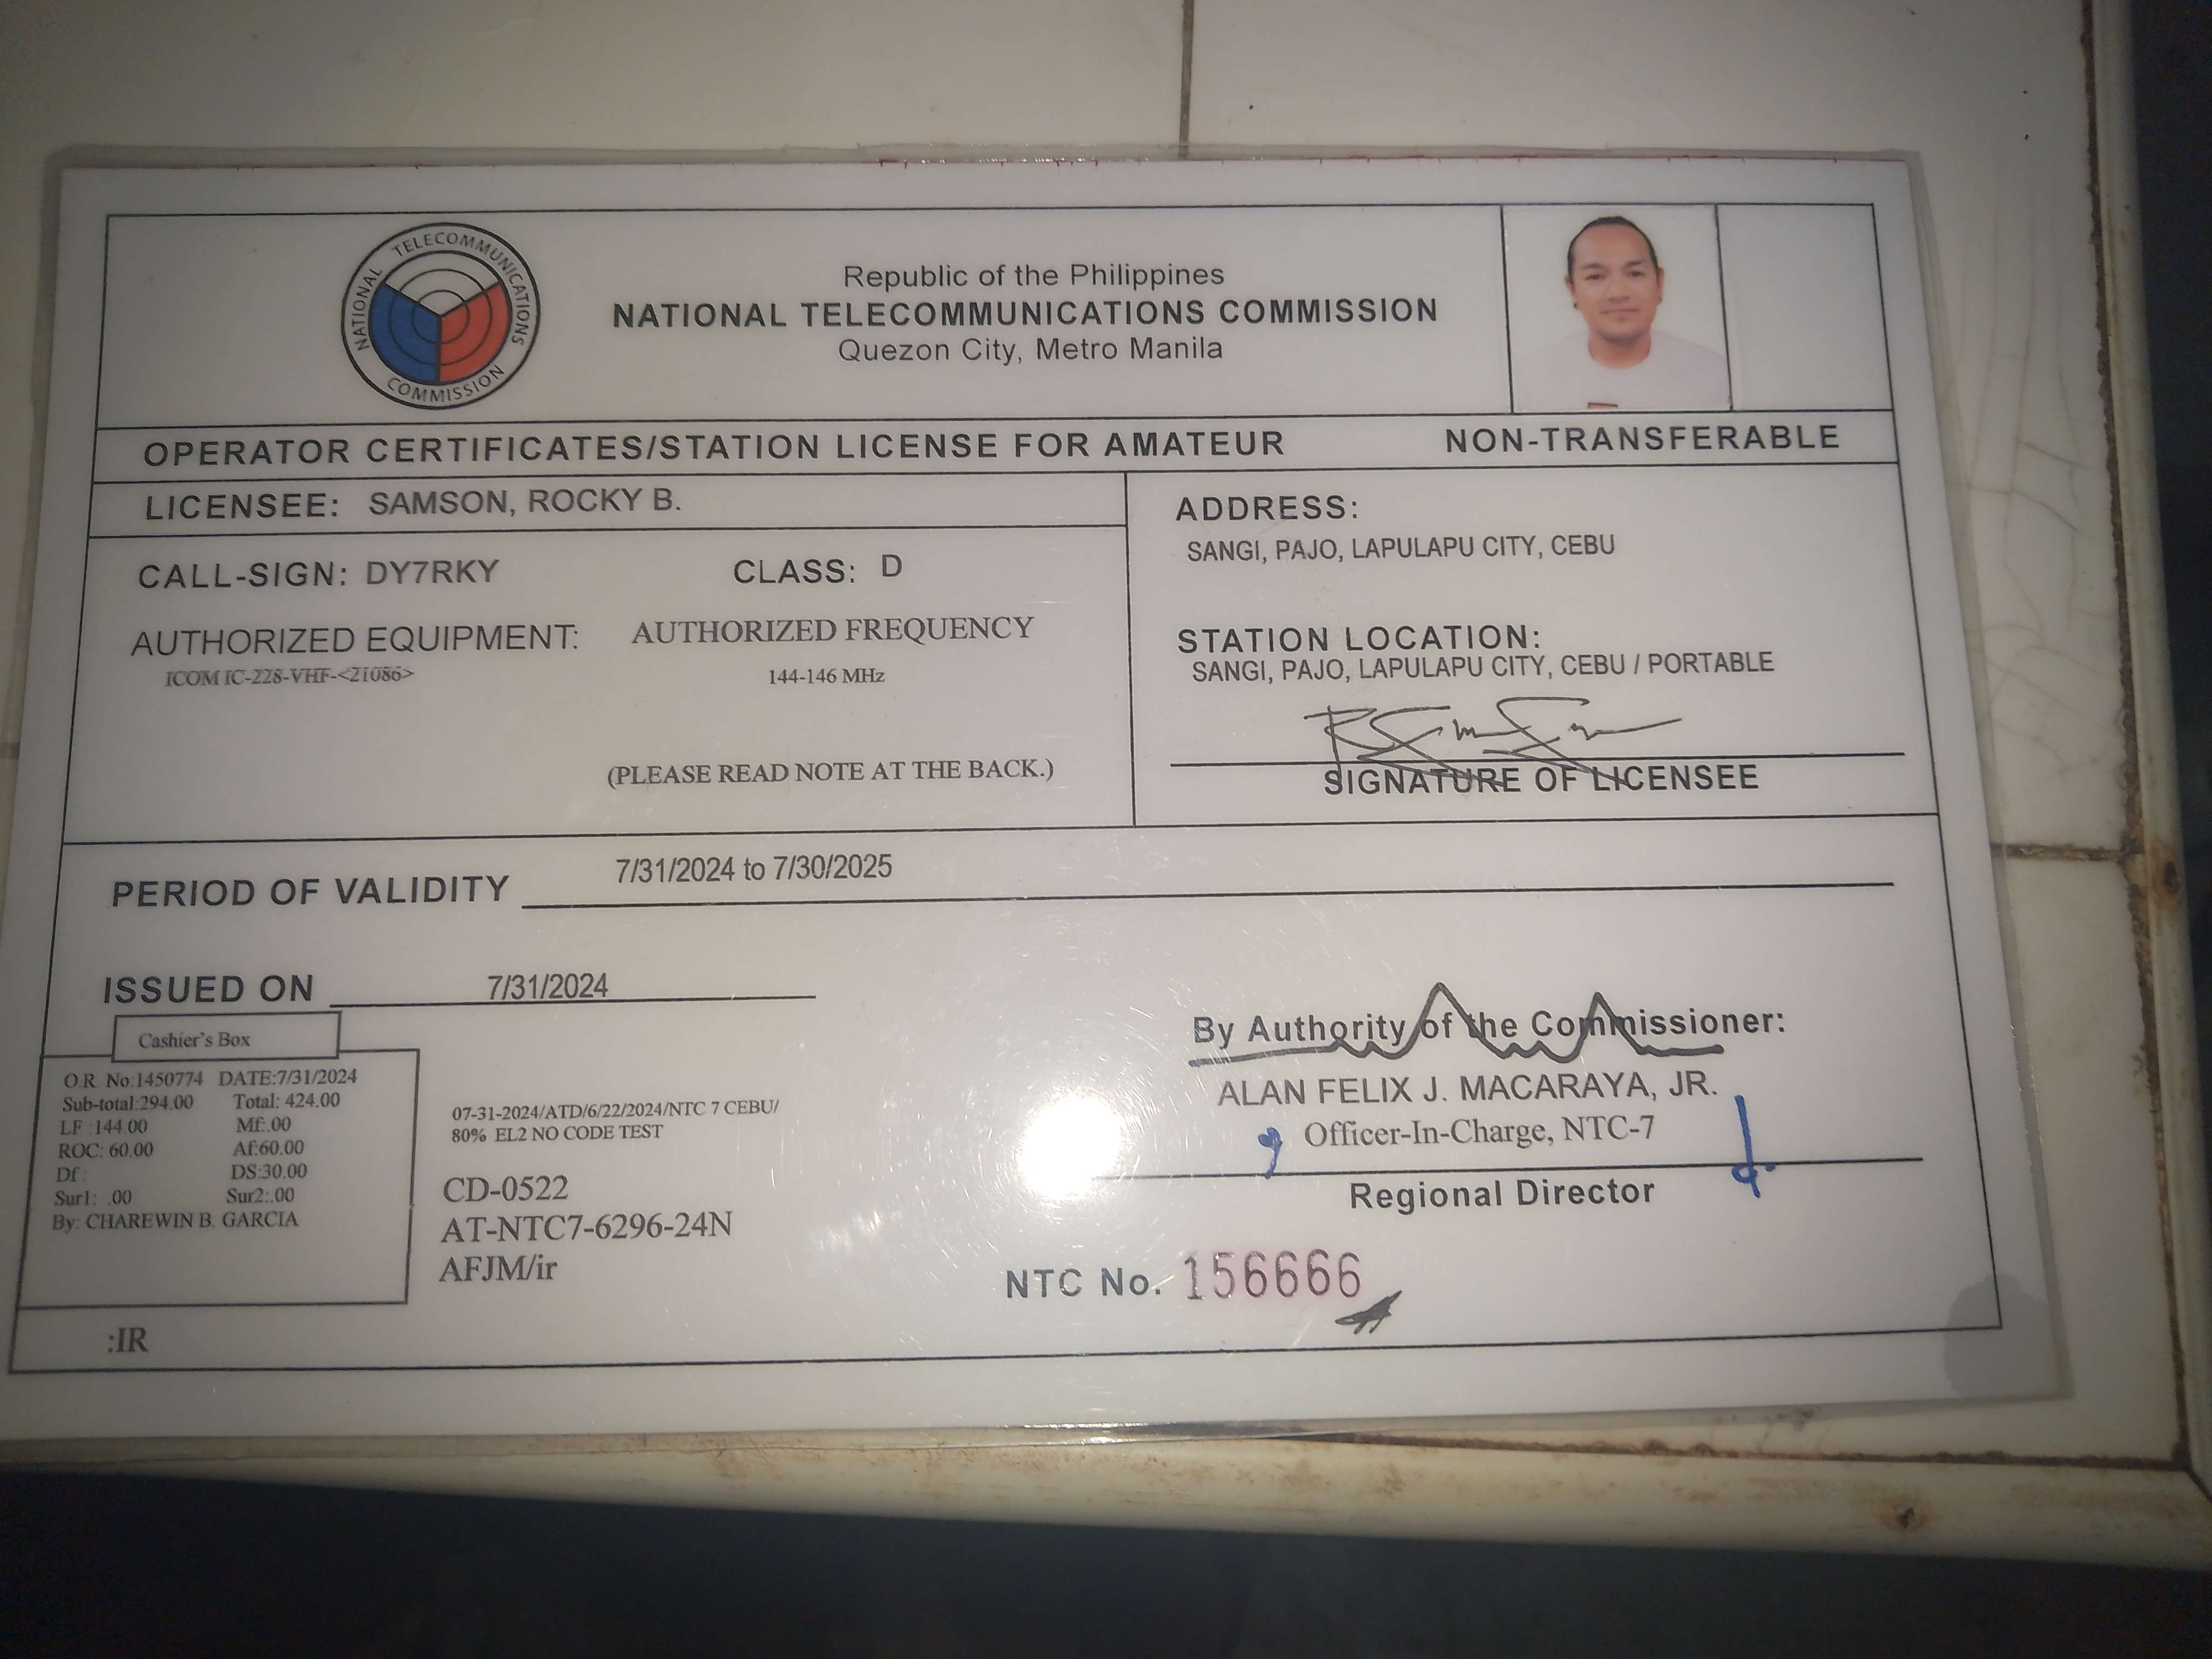 NATIONAL TELECOMMUNICATIONS COMMISSION
Republic of the Philippines
NATIONAL TELECOMMUNICATIONS COMMISSION
Quezon City, Metro Manila
OPERATOR CERTIFICATES/STATION LICENSE FOR AMATEUR NON-TRANSFERABLE
LICENSEE: SAMSON, ROCKY B.
CALL-SIGN: DY7RKY CLASS: D
AUTHORIZED EQUIPMENT: AUTHORIZED FREQUENCY
ICOM IC-228-VHF-<21086> 144-146 MHz
(PLEASE READ NOTE AT THE BACK.)
ADDRESS:
SANGI, PAJO, LAPULAPU CITY, CEBU
STATION LOCATION:
SANGI, PAJO, LAPULAPU CITY, CEBU / PORTABLE
SIGNATURE OF LICENSEE
PERIOD OF VALIDITY 7/31/2024 to 7/30/2025
ISSUED ON 7/31/2024
Cashier's Box
O.R. No:1450774 DATE:7/31/2024
Sub-total:294.00 Total: 424.00
LF :144.00 Mf:.00
ROC: 60.00 Af:60.00
Df : DS:30.00
Sur1: .00 Sur2:.00
By: CHAREWIN B. GARCIA
:IR
07-31-2024/ATD/6/22/2024/NTC 7 CEBU/
80% EL2 NO CODE TEST
CD-0522
AT-NTC7-6296-24N
AFJM/ir
By Authority of the Commissioner:
ALAN FELIX J. MACARAYA, JR.
Officer-In-Charge, NTC-7
Regional Director
NTC No. 156666